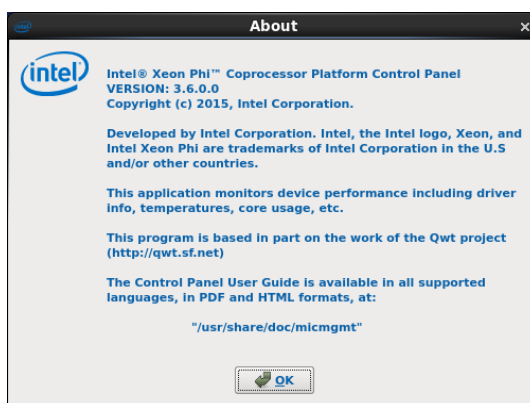 About
intel
Intel® Xeon Phi™ Coprocessor Platform Control Panel
VERSION: 3.6.0.0
Copyright (c) 2015, Intel Corporation.
Developed by Intel Corporation. Intel, the Intel logo, Xeon, and
Intel Xeon Phi are trademarks of Intel Corporation in the U.S
and/or other countries.
This application monitors device performance including driver
info, temperatures, core usage, etc.
This program is based in part on the work of the Qwt project
(http://qwt.sf.net)
The Control Panel User Guide is available in all supported
languages, in PDF and HTML formats, at:
"/usr/share/doc/micmgmt"
OK